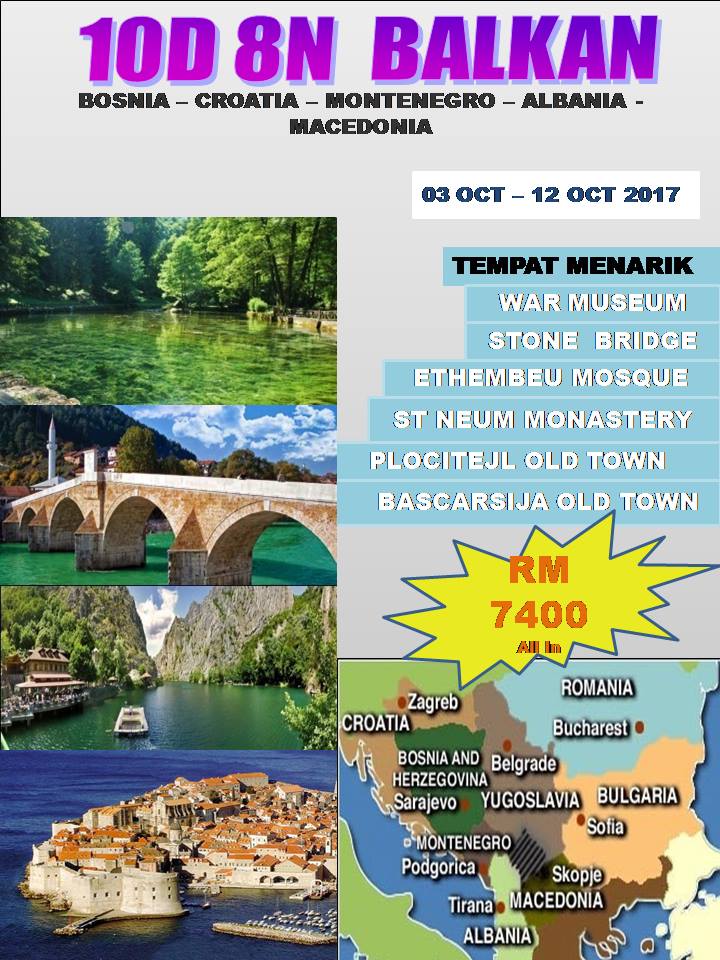 10D 8N BALKAN
BOSNIA – CROATIA – MONTENEGRO – ALBANIA -
MACEDONIA
03 OCT – 12 OCT 2017
TEMPAT MENARIK
WAR MUSEUM
STONE BRIDGE
ETHEMBEU MOSQUE
ST NEUM MONASTERY
PLOCITEJL OLD TOWN
BASCARSIJA OLD TOWN
RM
7400
All In
ROMANIA
Zagreb
CROATIA
Bucharest
BOSNIA AND
HERZEGOVINA
Belgrade
Sarajevo
YUGOSLAVIA
BULGARIA
Sofia
MONTENEGRO
Podgorica
Skopje
Tirana
MACEDONIA
ALBANIA